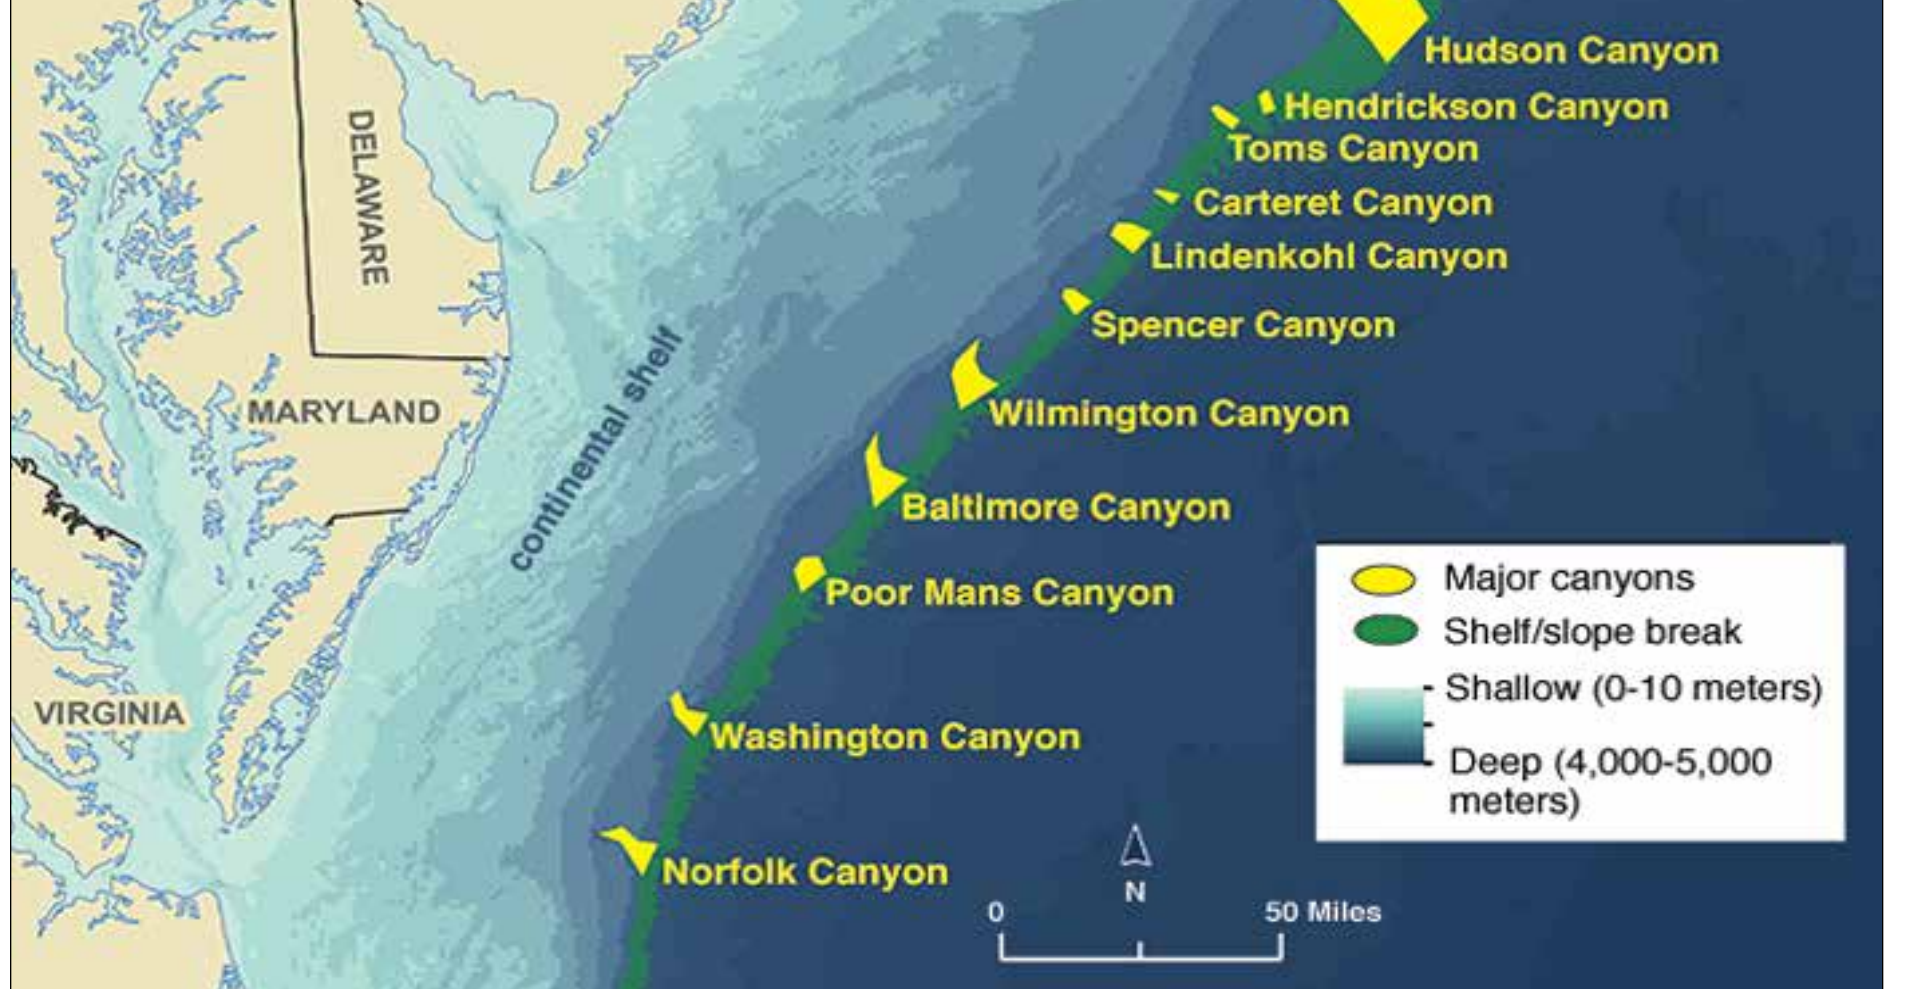 Hudson Canyon
Hendrickson Canyon
DELAWARE
Toms Canyon
Carteret Canyon
Lindenkohl Canyon
Spencer Canyon
MARYLAND
continental shelf
Wilmington Canyon
BaltImore Canyon
Poor Mans Canyon
Major canyons
Shelf/slope break
Shallow (0-10 meters)
Deep (4,000-5,000
meters)
VIRGINIA
Washington Canyon
Norfolk Canyon
N
0 50 Miles